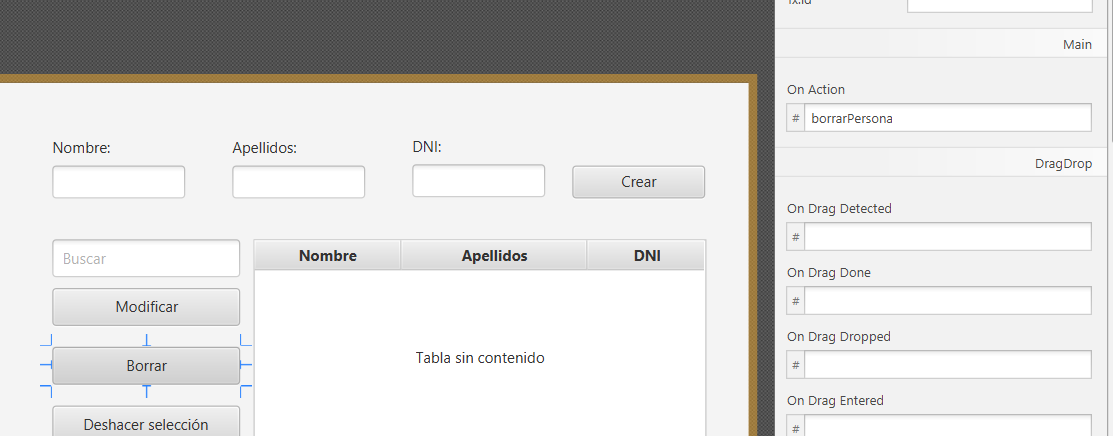 fx:id
Main
On Action
# borrarPersona
DragDrop
On Drag Detected
#
On Drag Done
#
On Drag Dropped
#
On Drag Entered
#
Nombre: Apellidos: DNI:
Crear
Buscar
Modificar
Borrar
Deshacer selección
Nombre Apellidos DNI
Tabla sin contenido